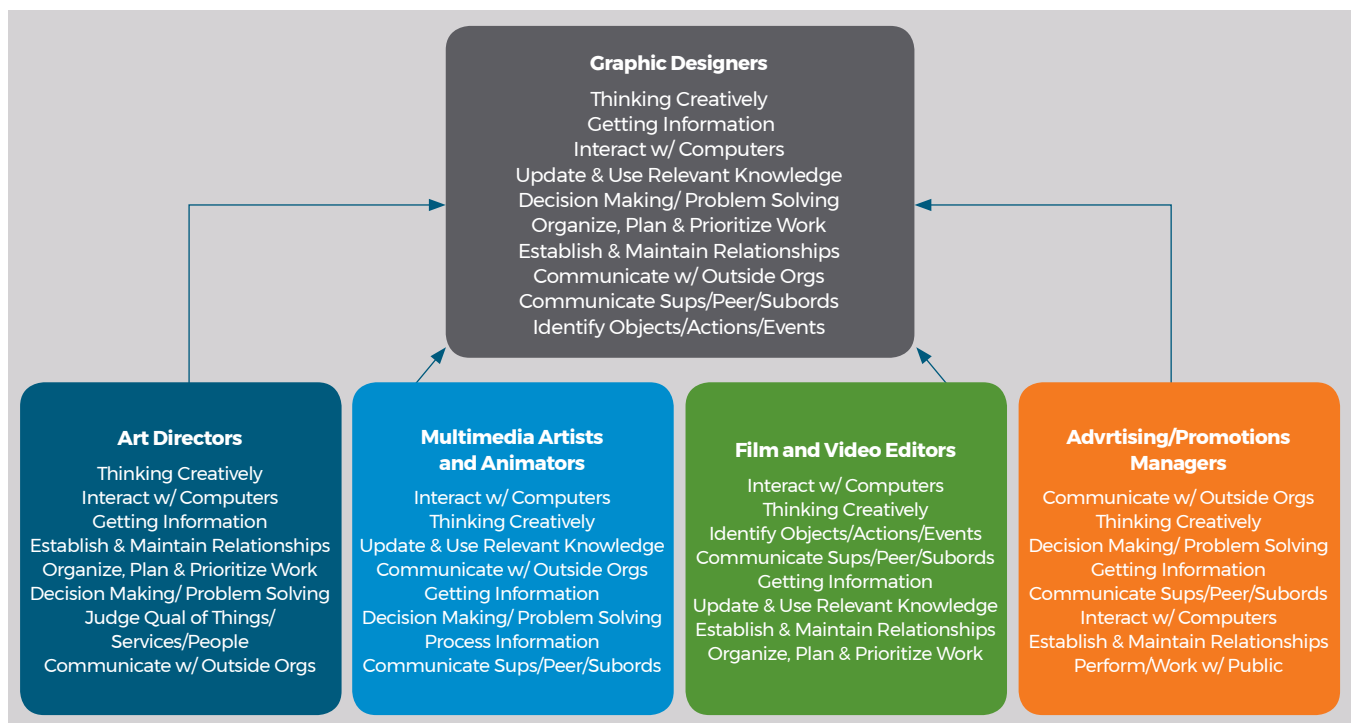 Graphic Designers
Thinking Creatively
Getting Information
Interact w/ Computers
Update & Use Relevant Knowledge
Decision Making/ Problem Solving
Organize, Plan & Prioritize Work
Establish & Maintain Relationships
Communicate w/ Outside Orgs
Communicate Sups/Peer/Subords
Identify Objects/Actions/Events
Art Directors
Thinking Creatively
Interact w/ Computers
Getting Information
Establish & Maintain Relationships
Organize, Plan & Prioritize Work
Decision Making/ Problem Solving
Judge Qual of Things/
Services/People
Communicate w/ Outside Orgs
Multimedia Artists
and Animators
Interact w/ Computers
Thinking Creatively
Update & Use Relevant Knowledge
Communicate w/ Outside Orgs
Getting Information
Decision Making/ Problem Solving
Process Information
Communicate Sups/Peer/Subords
Film and Video Editors
Interact w/ Computers
Thinking Creatively
Identify Objects/Actions/Events
Communicate Sups/Peer/Subords
Getting Information
Update & Use Relevant Knowledge
Establish & Maintain Relationships
Organize, Plan & Prioritize Work
Advrtising/Promotions
Managers
Communicate w/ Outside Orgs
Thinking Creatively
Decision Making/ Problem Solving
Getting Information
Communicate Sups/Peer/Subords
Interact w/ Computers
Establish & Maintain Relationships
Perform/Work w/ Public